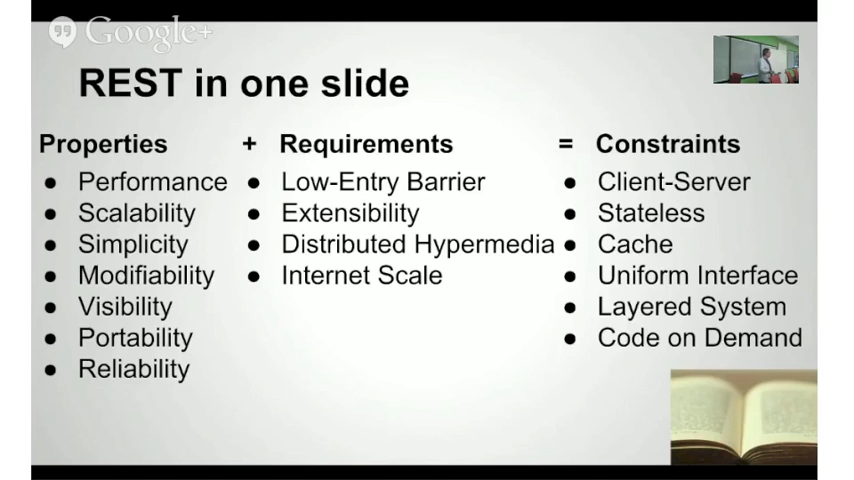 Google+
REST in one slide
Properties + Requirements = Constraints
● Performance ● Low-Entry Barrier ● Client-Server
● Scalability ● Extensibility ● Stateless
● Simplicity ● Distributed Hypermedia ● Cache
● Modifiability ● Internet Scale ● Uniform Interface
● Visibility ● Layered System
● Portability ● Code on Demand
● Reliability